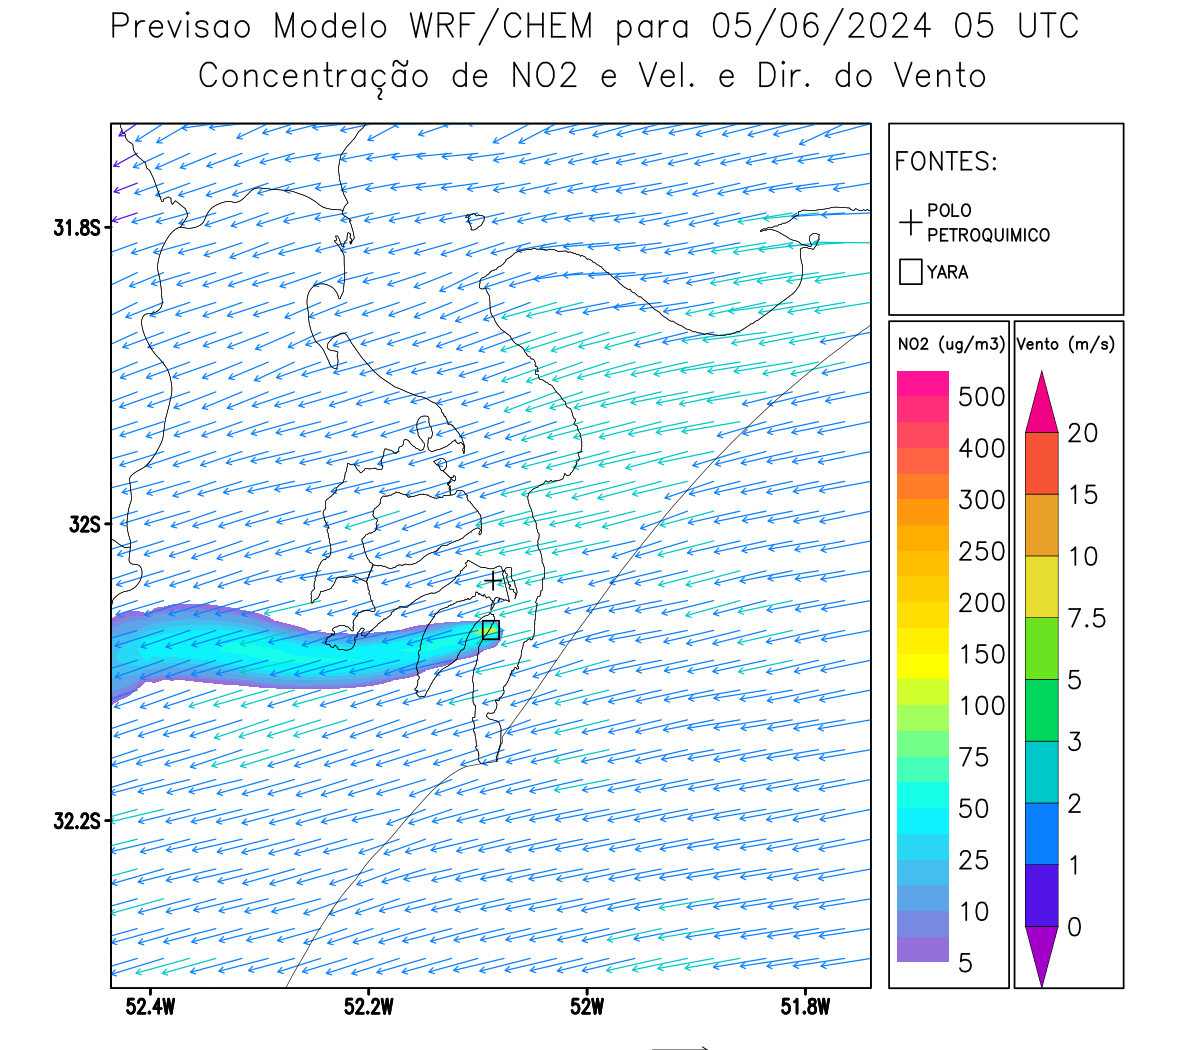 Previsao Modelo WRF/CHEM para 05/06/2024 05 UTC
Concentração de NO2 e Vel. e Dir. do Vento
FONTES:
POLO
PETROQUIMICO
YARA
31.8S
32S
32.2S
52.4W
52.2W
52W
51.8W
NO2 (ug/m3)
500
400
300
250
200
150
100
75
50
25
10
5
Vento (m/s)
20
15
10
7.5
5
3
2
1
0